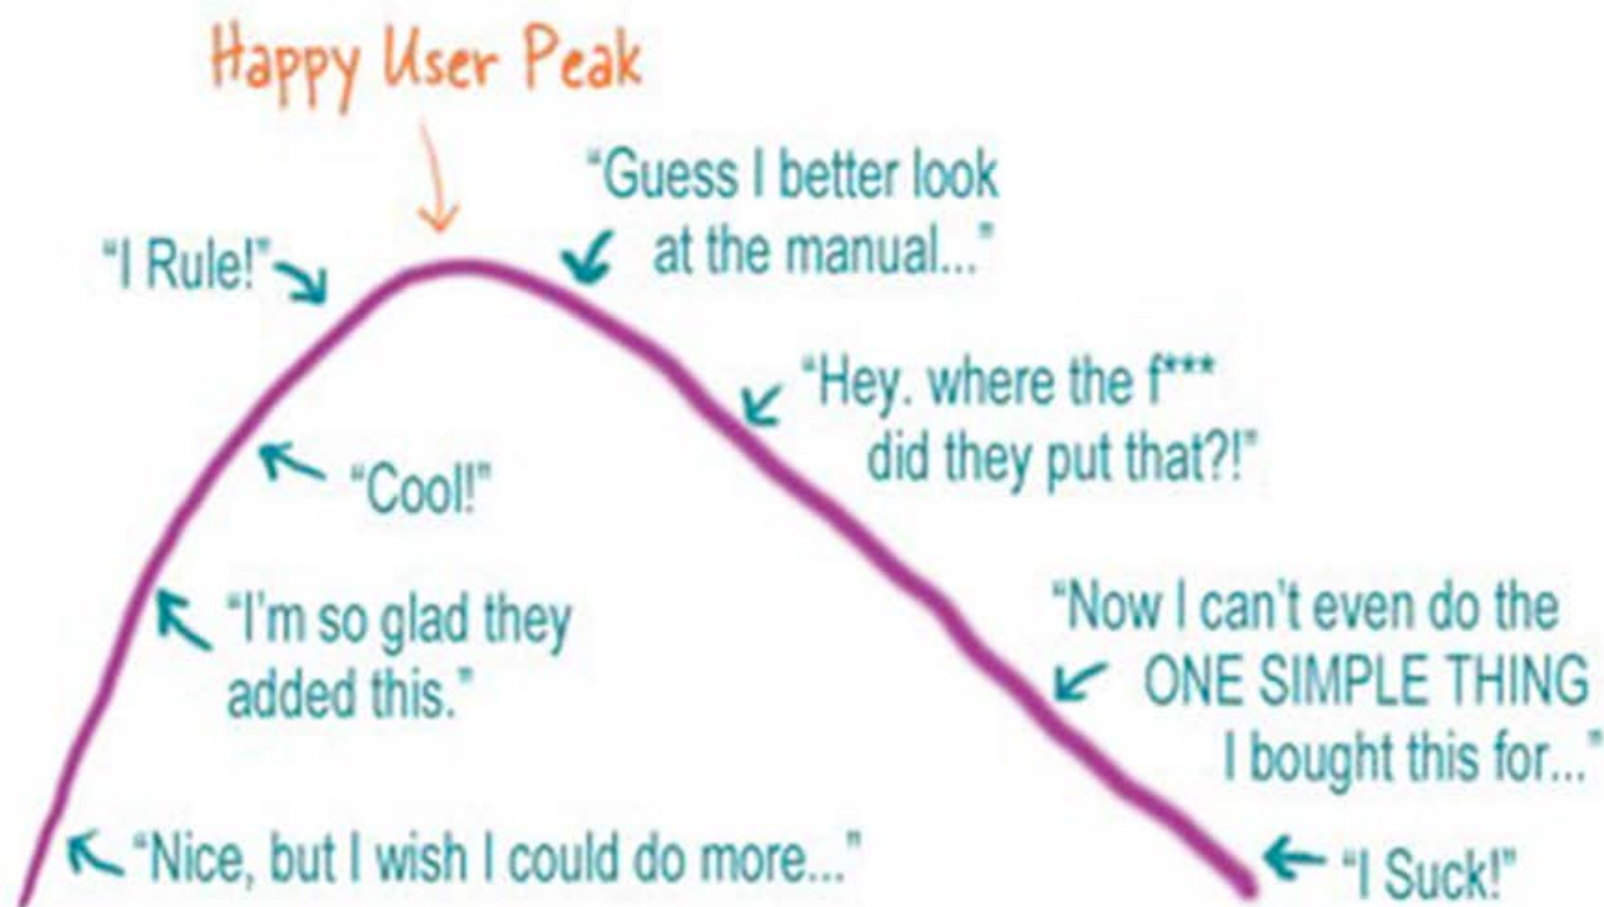 Happy User Peak
"Guess I better look
at the manual..."
"I Rule!"
"Hey. where the f***
did they put that?!"
"Cool!"
"I'm so glad they
added this."
"Now I can't even do the
ONE SIMPLE THING
I bought this for..."
"Nice, but I wish I could do more..."
"I Suck!"